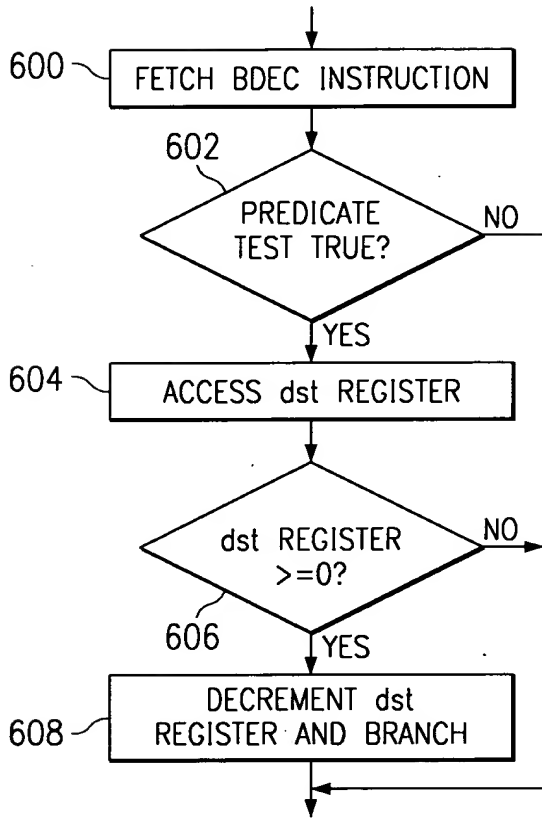 600
FETCH BDEC INSTRUCTION
602
PREDICATE
TEST TRUE?
NO
YES
604
ACCESS dst REGISTER
dst REGISTER
>=0?
NO
606
YES
608
DECREMENT dst
REGISTER AND BRANCH